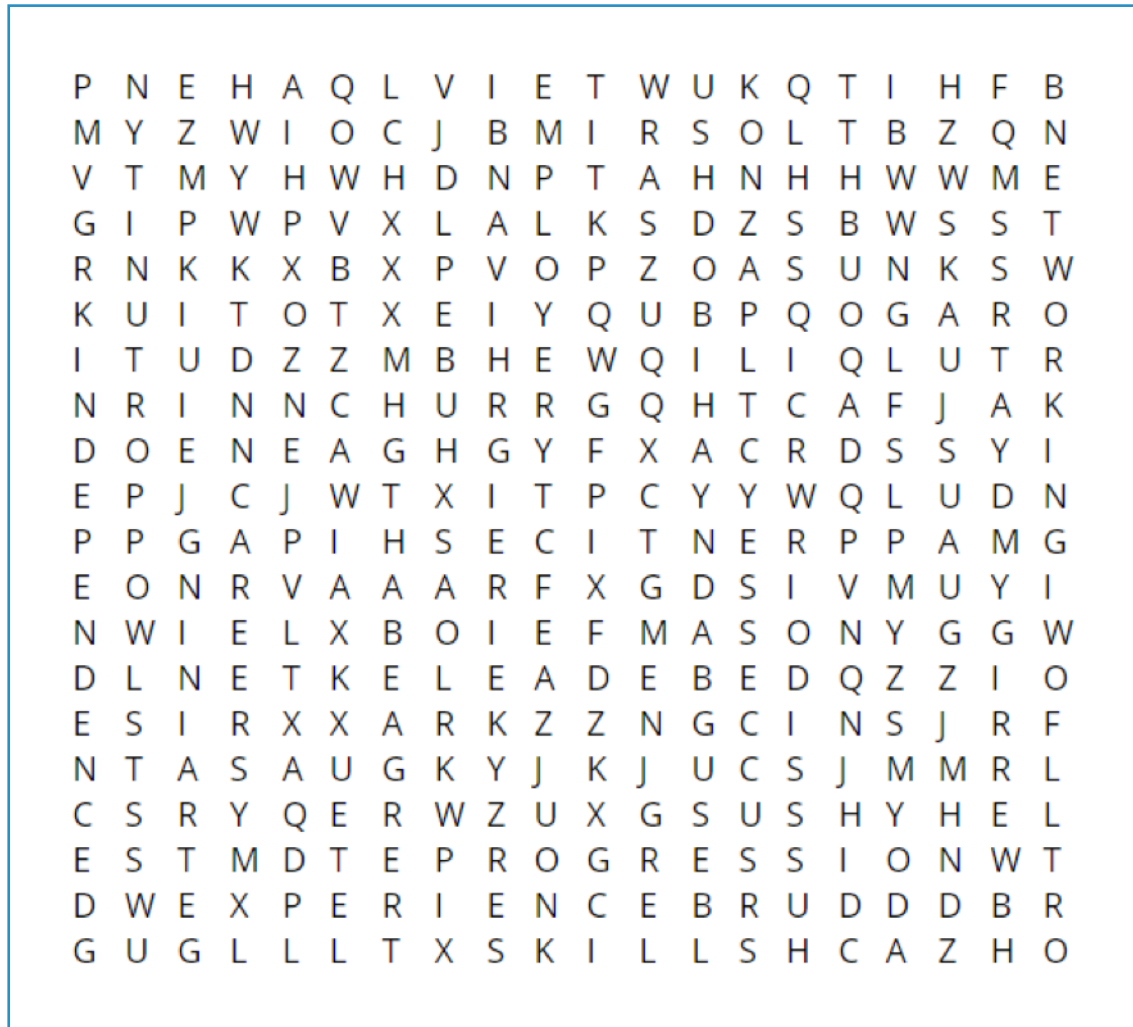 P N E H A Q L V I E T W U K Q T I H F B
M Y Z W I O C J B M I R S O L T B Z Q N
V T M Y H W H D N P T A H N H H W W M E
G I P W P V X L A L K S D Z S B W S S T
R N K K X B X P V O P Z O A S U N K S W
K U I T O T X E I Y Q U B P Q O G A R O
I T U D Z Z M B H E W Q I L I Q L U T R
N R I N N C H U R R G Q H T C A F J A K
D O E N E A G H G Y F X A C R D S S Y I
E P J C J W T X I T P C Y Y W Q L U D N
P P G A P I H S E C I T N E R P P A M G
E O N R V A A A R F X G D S I V M U Y I
N W I E L X B O I E F M A S O N Y G G W
D L N E T K E L E A D E B E D Q Z Z I O
E S I R X X A R K Z Z N G C I N S J R F
N T A S A U G K Y J K J U C S J M M R L
C S R Y Q E R W Z U X G S U S H Y H E L
E S T M D T E P R O G R E S S I O N W T
D W E X P E R I E N C E B R U D D D B R
G U G L L L T X S K I L L S H C A Z H O